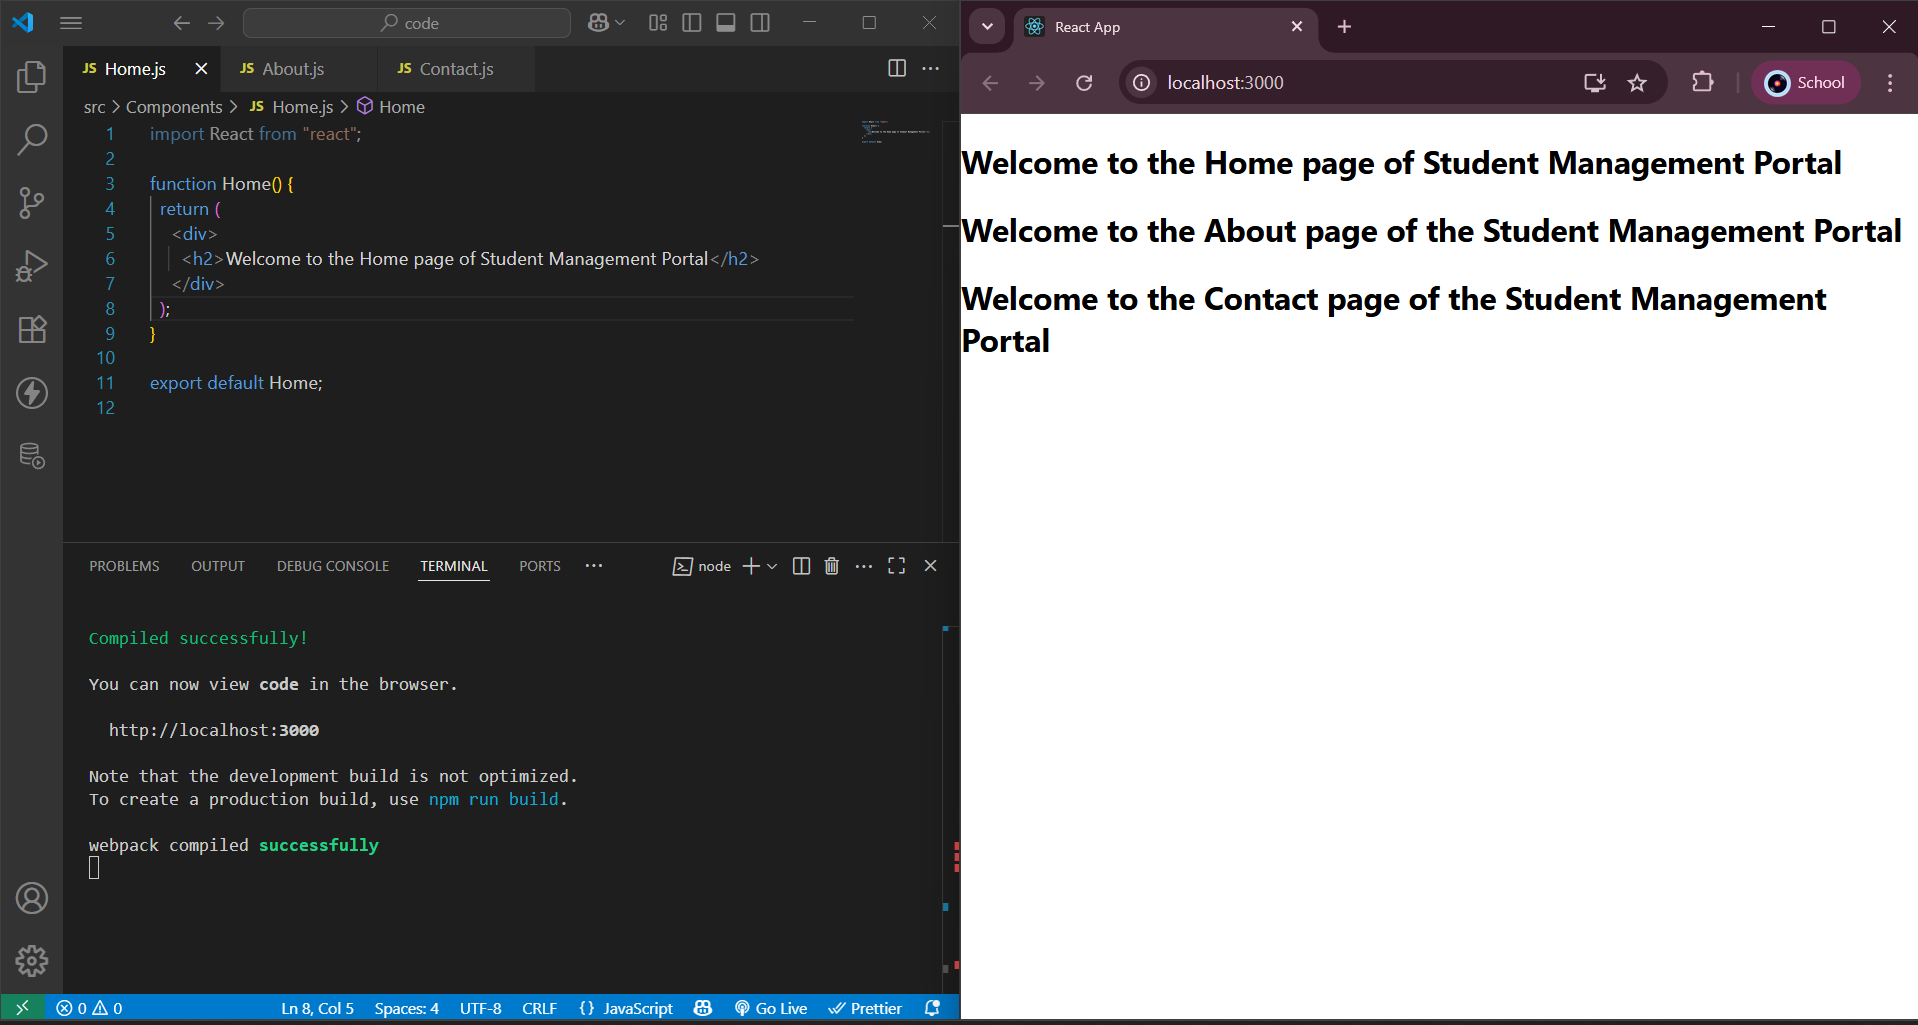 code
JS Home.js
JS About.js
JS Contact.js
src > Components > JS Home.js > Home
1 import React from "react";
2
3 function Home() {
4 return (
5 <div>
6 <h2>Welcome to the Home page of Student Management Portal</h2>
7 </div>
8 );
9 }
10
11 export default Home;
12
PROBLEMS OUTPUT DEBUG CONSOLE TERMINAL PORTS ··· node
Compiled successfully!
You can now view code in the browser.
http://localhost:3000
Note that the development build is not optimized.
To create a production build, use npm run build.
webpack compiled successfully
0 0 Ln 8, Col 5 Spaces: 4 UTF-8 CRLF {} JavaScript Go Live Prettier
React App
localhost:3000
School
Welcome to the Home page of Student Management Portal
Welcome to the About page of the Student Management Portal
Welcome to the Contact page of the Student Management
Portal